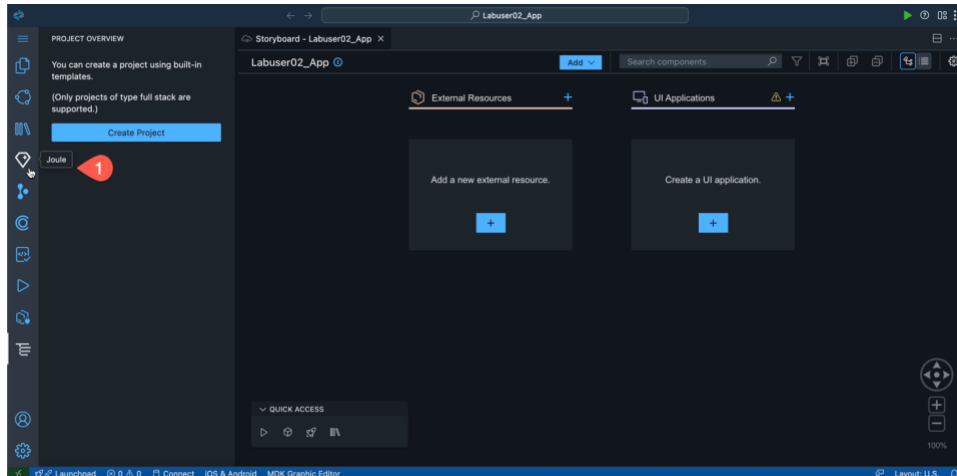 Labuser02_App
PROJECT OVERVIEW
Storyboard - Labuser02_App ×
You can create a project using built-in
templates.
(Only projects of type full stack are
supported.)
Create Project
Joule
1
Labuser02_App
Add
Search components
External Resources +
UI Applications +
Add a new external resource.
+
Create a UI application.
+
QUICK ACCESS
100%
Launchpad 0 0 Connect iOS & Android MDK Graphic Editor Layout: U.S.